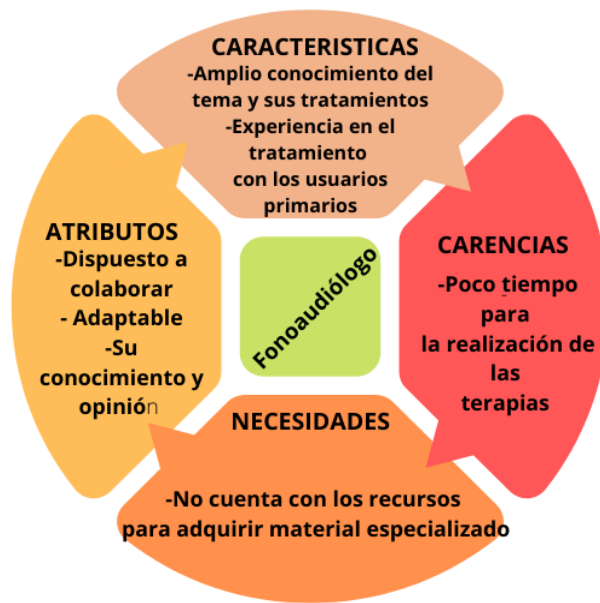 CARACTERISTICAS
-Amplio conocimiento del
tema y sus tratamientos
-Experiencia en el
tratamiento
con los usuarios
primarios
ATRIBUTOS
-Dispuesto a
colaborar
- Adaptable
-Su
conocimiento y
opinión
Fonoaudiólogo
CARENCIAS
-Poco tiempo
para
la realización de
las
terapias
NECESIDADES
-No cuenta con los recursos
para adquirir material especializado